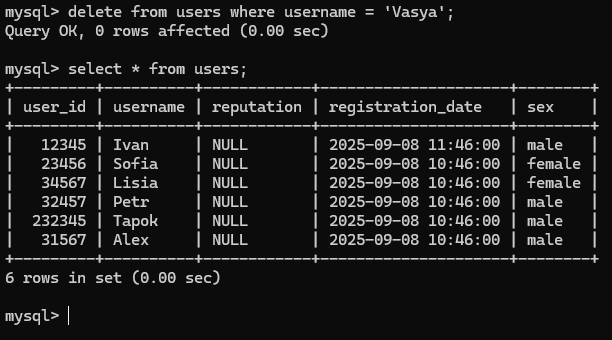 mysql> delete from users where username = 'Vasya';
Query OK, 0 rows affected (0.00 sec)
mysql> select * from users;
+---------+----------+------------+---------------------+--------+
| user_id | username | reputation | registration_date   | sex    |
+---------+----------+------------+---------------------+--------+
|   12345 | Ivan     | NULL       | 2025-09-08 11:46:00 | male   |
|   23456 | Sofia    | NULL       | 2025-09-08 10:46:00 | female |
|   34567 | Lisia    | NULL       | 2025-09-08 10:46:00 | female |
|   32457 | Petr     | NULL       | 2025-09-08 10:46:00 | male   |
|  232345 | Tapok    | NULL       | 2025-09-08 10:46:00 | male   |
|   31567 | Alex     | NULL       | 2025-09-08 10:46:00 | male   |
+---------+----------+------------+---------------------+--------+
6 rows in set (0.00 sec)
mysql>